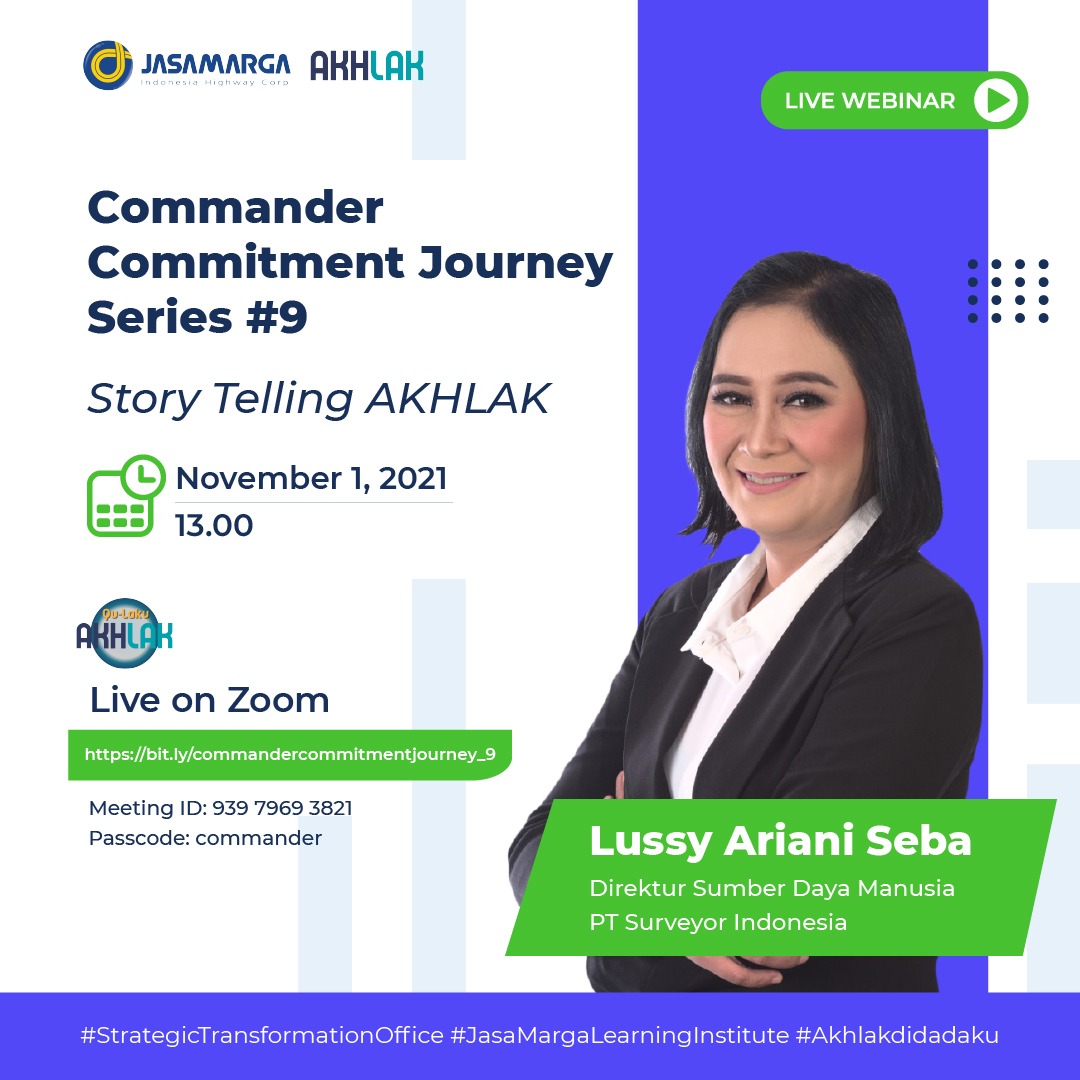 JASAMARGA AKHLAK
Indonesia Highway Corp
LIVE WEBINAR
Commander
Commitment Journey
Series #9
Story Telling AKHLAK
November 1, 2021
13.00
Qu-Laku
AKHLAK
Live on Zoom
https://bit.ly/commandercommitmentjourney_9
Meeting ID: 939 7969 3821
Passcode: commander
Lussy Ariani Seba
Direktur Sumber Daya Manusia
PT Surveyor Indonesia
#StrategicTransformationOffice #JasaMargaLearningInstitute #Akhlakdidadaku